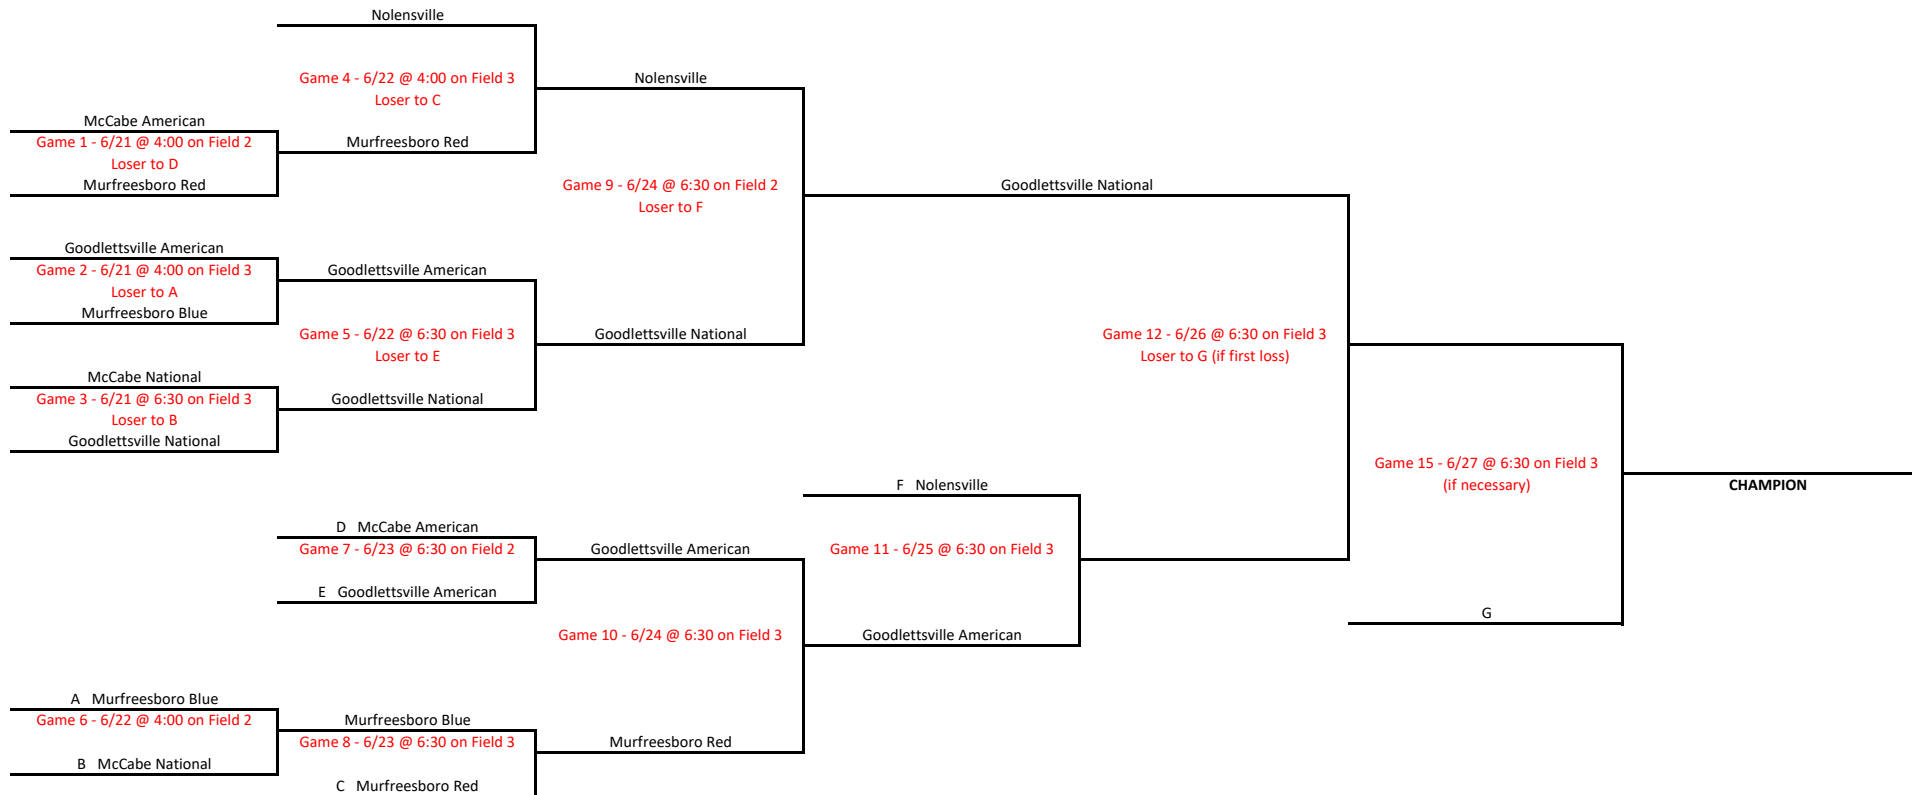 Nolensville
Game 4 - 6/22 @ 4:00 on Field 3
Loser to C
Nolensville
McCabe American
Game 1 - 6/21 @ 4:00 on Field 2
Loser to D
Murfreesboro Red
Murfreesboro Red
Game 9 - 6/24 @ 6:30 on Field 2
Loser to F
Goodlettsville National
Goodlettsville American
Game 2 - 6/21 @ 4:00 on Field 3
Loser to A
Murfreesboro Blue
Goodlettsville American
Game 5 - 6/22 @ 6:30 on Field 3
Loser to E
Goodlettsville National
Game 12 - 6/26 @ 6:30 on Field 3
Loser to G (if first loss)
McCabe National
Game 3 - 6/21 @ 6:30 on Field 3
Loser to B
Goodlettsville National
Goodlettsville National
Game 15 - 6/27 @ 6:30 on Field 3
(if necessary)
CHAMPION
F Nolensville
D McCabe American
Game 7 - 6/23 @ 6:30 on Field 2
E Goodlettsville American
Goodlettsville American
Game 11 - 6/25 @ 6:30 on Field 3
G
Game 10 - 6/24 @ 6:30 on Field 3
Goodlettsville American
A Murfreesboro Blue
Game 6 - 6/22 @ 4:00 on Field 2
B McCabe National
Murfreesboro Blue
Game 8 - 6/23 @ 6:30 on Field 3
C Murfreesboro Red
Murfreesboro Red